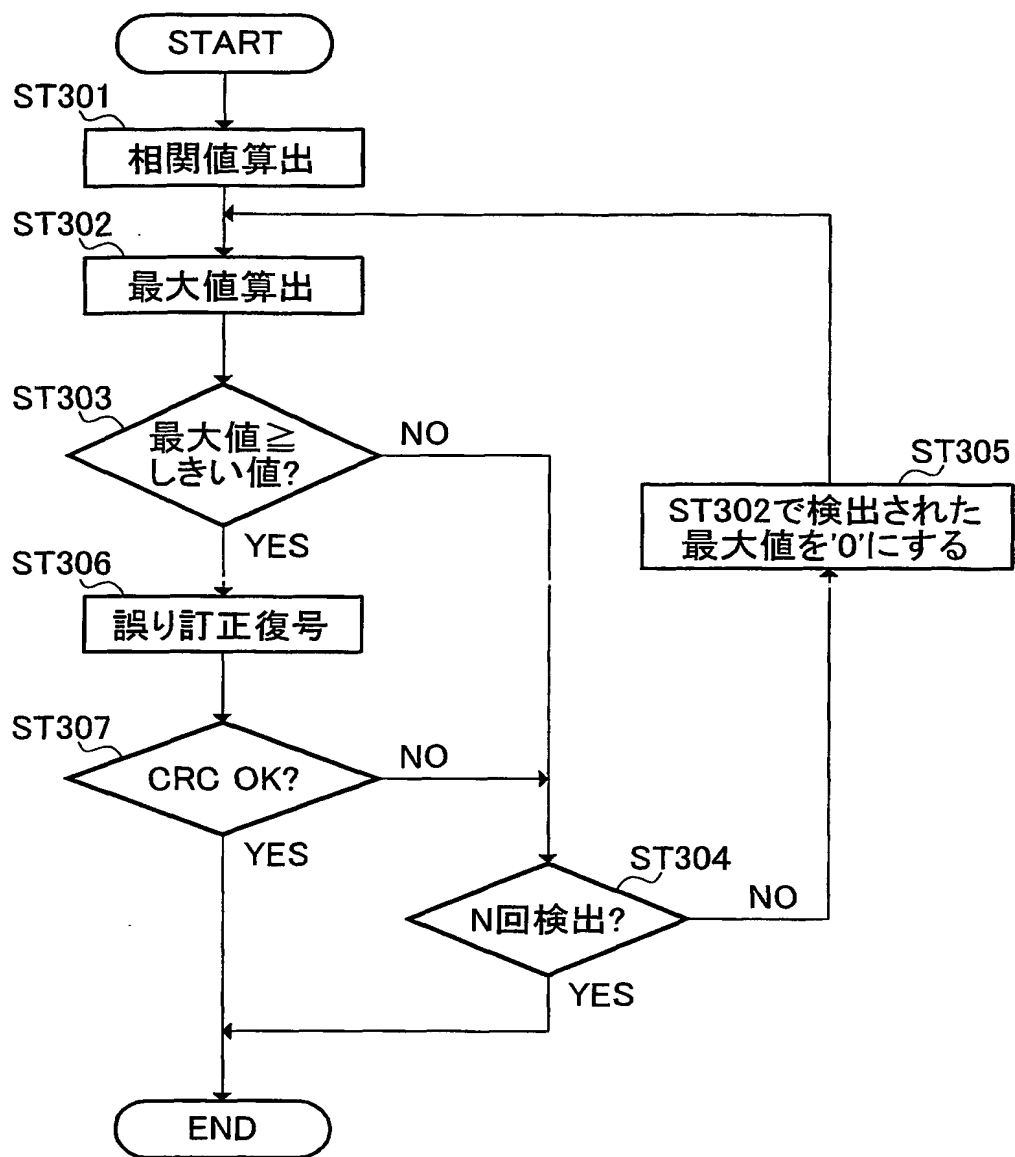 START
ST301
相関値算出
ST302
最大値算出
ST303
最大値≧
しきい値?
NO
YES
ST305
ST302で検出された
最大値を'0'にする
ST306
誤り訂正復号
ST307
CRC OK?
NO
YES
ST304
N回検出?
NO
YES
END